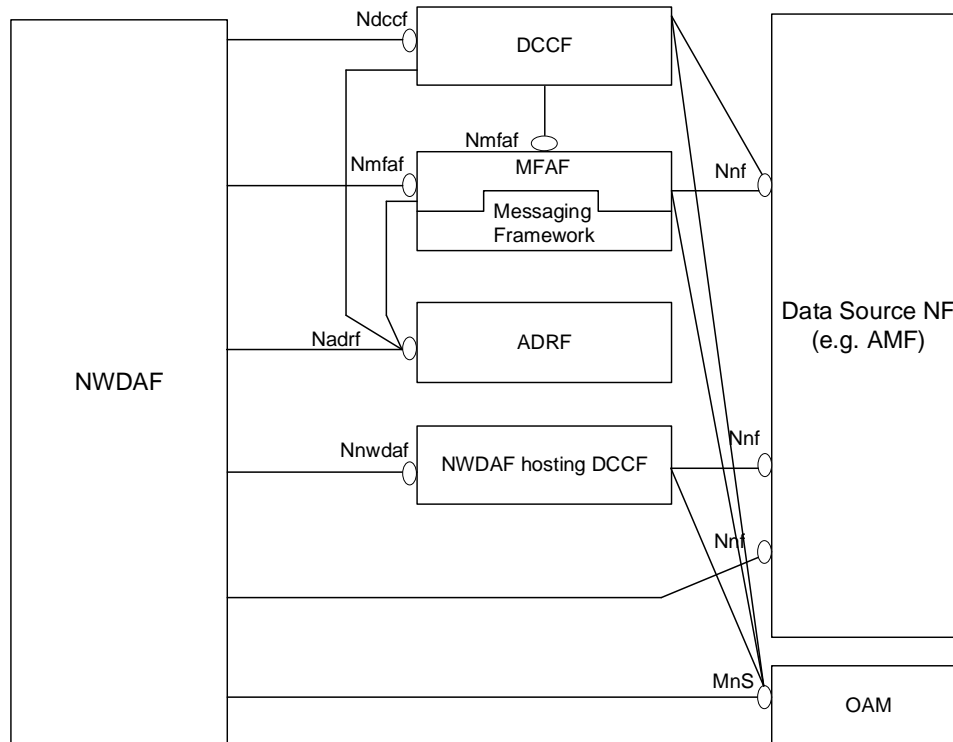 Ndccf
DCCF
Nmfaf
Nmfaf
MFAF
Nnf
Messaging
Framework
Data Source NF
(e.g. AMF)
Nadrf
ADRF
NWDAF
Nnwdaf
NWDAF hosting DCCF
Nnf
Nnf
MnS
OAM